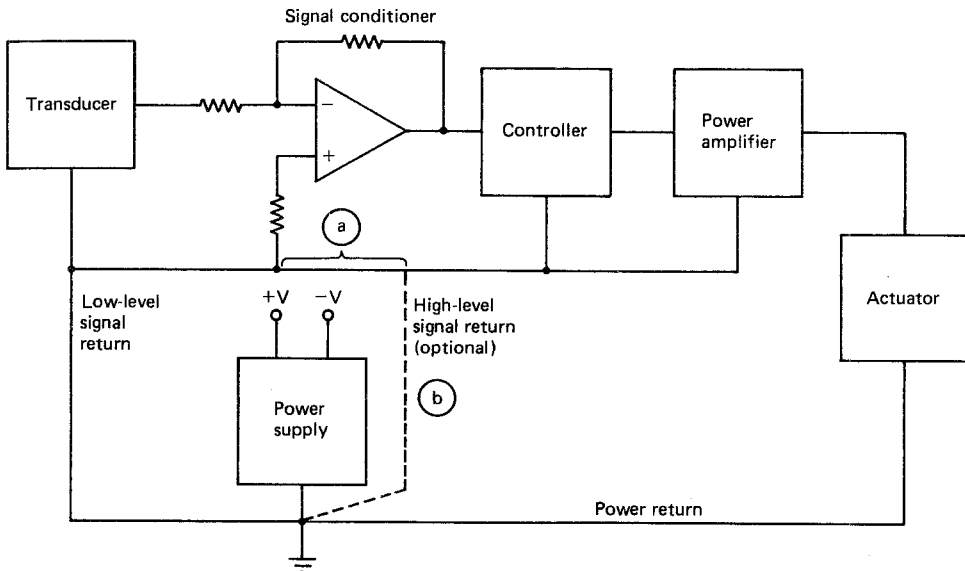 Signal conditioner
Transducer
−
+
Controller
Power
amplifier
a
+V
−V
Low-level
signal
return
High-level
signal return
(optional)
b
Actuator
Power
supply
Power return